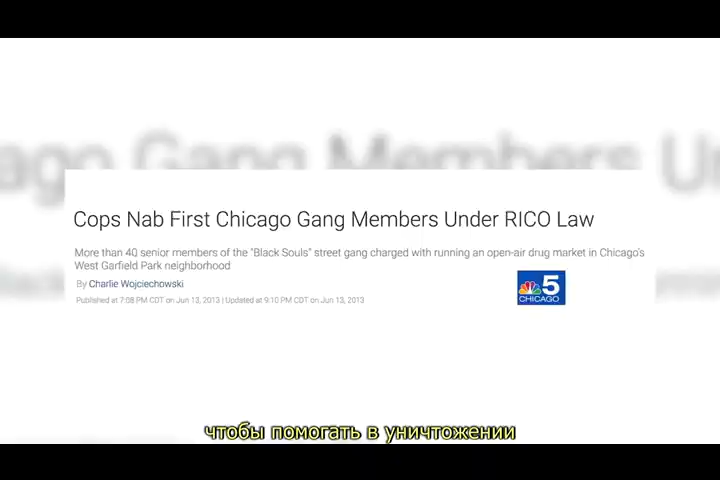 Cops Nab First Chicago Gang Members Under RICO Law
More than 40 senior members of the "Black Souls" street gang charged with running an open-air drug market in Chicago's
West Garfield Park neighborhood
By Charlie Wojciechowski
Published at 7:08 PM CDT on Jun 13, 2013 | Updated at 9:10 PM CDT on Jun 13, 2013
5
CHICAGO
чтобы помогать в уничтожении